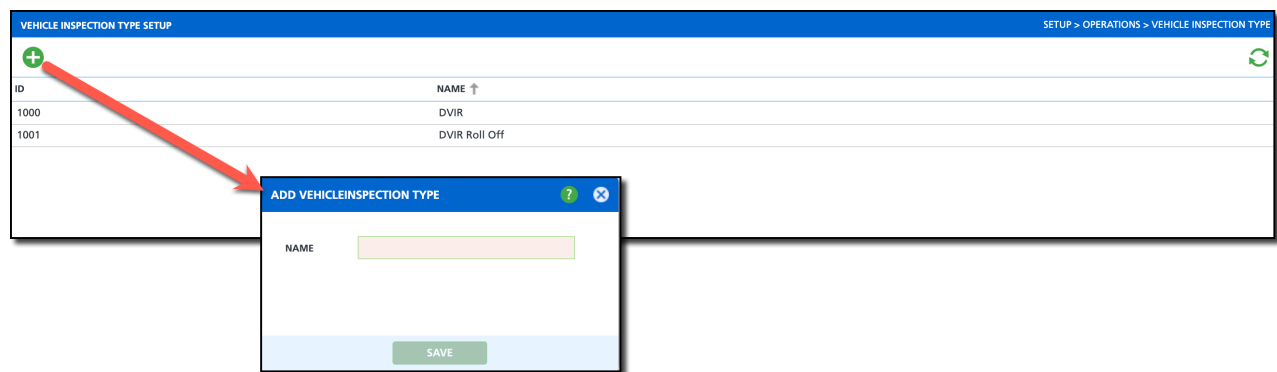 VEHICLE INSPECTION TYPE SETUP
SETUP > OPERATIONS > VEHICLE INSPECTION TYPE
ID NAME
1000 DVIR
1001 DVIR Roll Off
ADD VEHICLEINSPECTION TYPE ?
NAME
SAVE